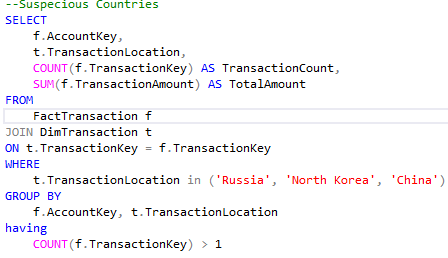 --Suspecious Countries
SELECT
f.AccountKey,
t.TransactionLocation,
COUNT(f.TransactionKey) AS TransactionCount,
SUM(f.TransactionAmount) AS TotalAmount
FROM
FactTransaction f
JOIN DimTransaction t
ON t.TransactionKey = f.TransactionKey
WHERE
t.TransactionLocation in ('Russia', 'North Korea', 'China')
GROUP BY
f.AccountKey, t.TransactionLocation
having
COUNT(f.TransactionKey) > 1